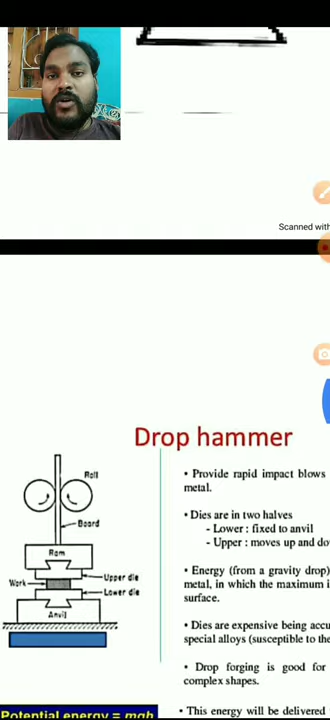 Scanned with
Drop hammer
Roll
Board
Ram
Upper die
Work
Lower die
Anvil
Potential energy = mgh
• Provide rapid impact blows
metal.
• Dies are in two halves
- Lower : fixed to anvil
- Upper : moves up and do
• Energy (from a gravity drop)
metal, in which the maximum i
surface.
• Dies are expensive being accu
special alloys (susceptible to the
• Drop forging is good for
complex shapes.
• This energy will be delivered